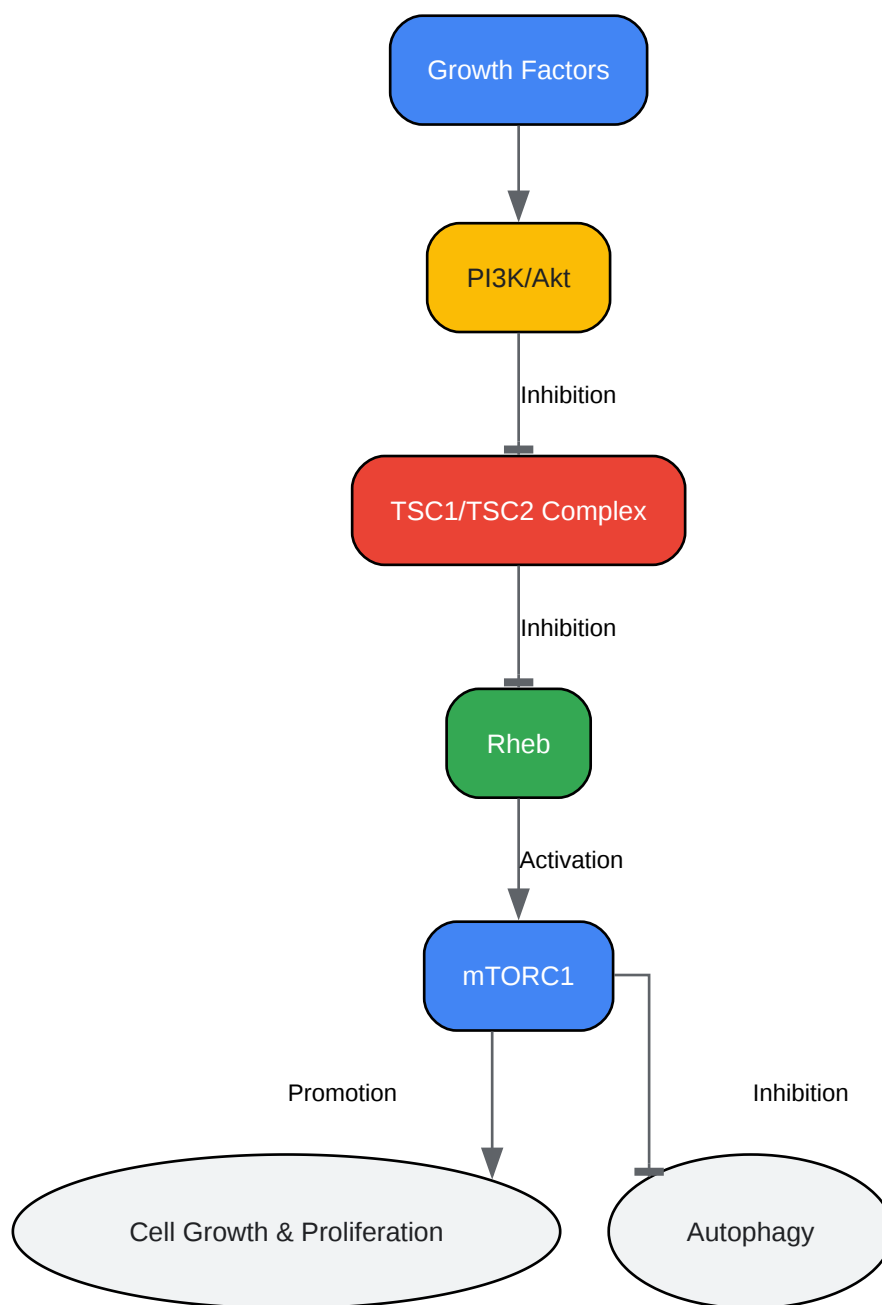 Growth Factors
PI3K/Akt
Inhibition
TSC1/TSC2 Complex
Inhibition
Rheb
Activation
mTORC1
Promotion
Inhibition
Cell Growth & Proliferation
Autophagy